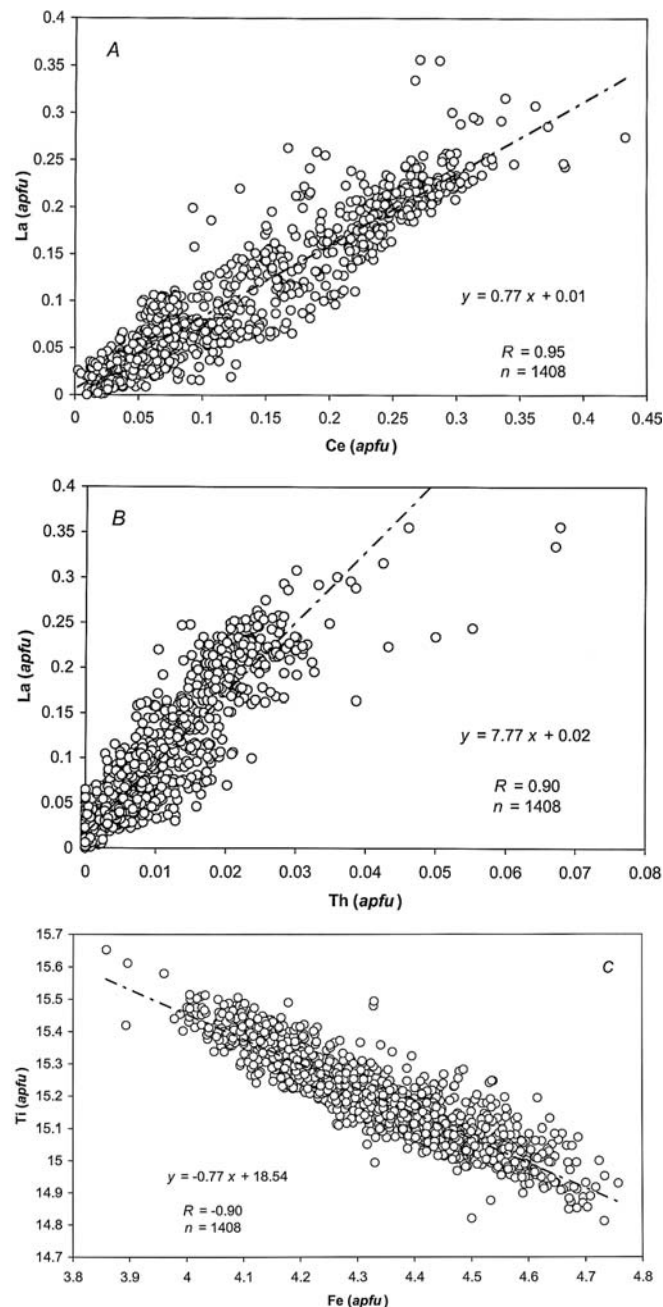 A
0.4
0.35
0.3
0.25
0.2
0.15
0.1
0.05
0
La (apfu)
y = 0.77 x + 0.01
R = 0.95
n = 1408
0 0.05 0.1 0.15 0.2 0.25 0.3 0.35 0.4 0.45
Ce (apfu)
B
0.4
0.35
0.3
0.25
0.2
0.15
0.1
0.05
0
La (apfu)
y = 7.77 x + 0.02
R = 0.90
n = 1408
0 0.01 0.02 0.03 0.04 0.05 0.06 0.07 0.08
Th (apfu)
C
15.7
15.6
15.5
15.4
15.3
15.2
15.1
15
14.9
14.8
14.7
Ti (apfu)
y = -0.77 x + 18.54
R = -0.90
n = 1408
3.8 3.9 4 4.1 4.2 4.3 4.4 4.5 4.6 4.7 4.8
Fe (apfu)